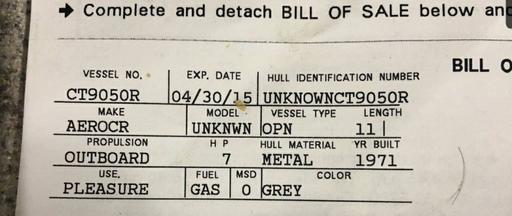 ➔ Complete and detach BILL OF SALE below and
BILL O
VESSEL NO. EXP. DATE HULL IDENTIFICATION NUMBER
CT9050R 04/30/15 UNKNOWNCT9050R
MAKE MODEL VESSEL TYPE LENGTH
AEROCR UNKNWN OPN 11
PROPULSION H P HULL MATERIAL YR BUILT
OUTBOARD 7 METAL 1971
USE. FUEL MSD COLOR
PLEASURE GAS 0 GREY